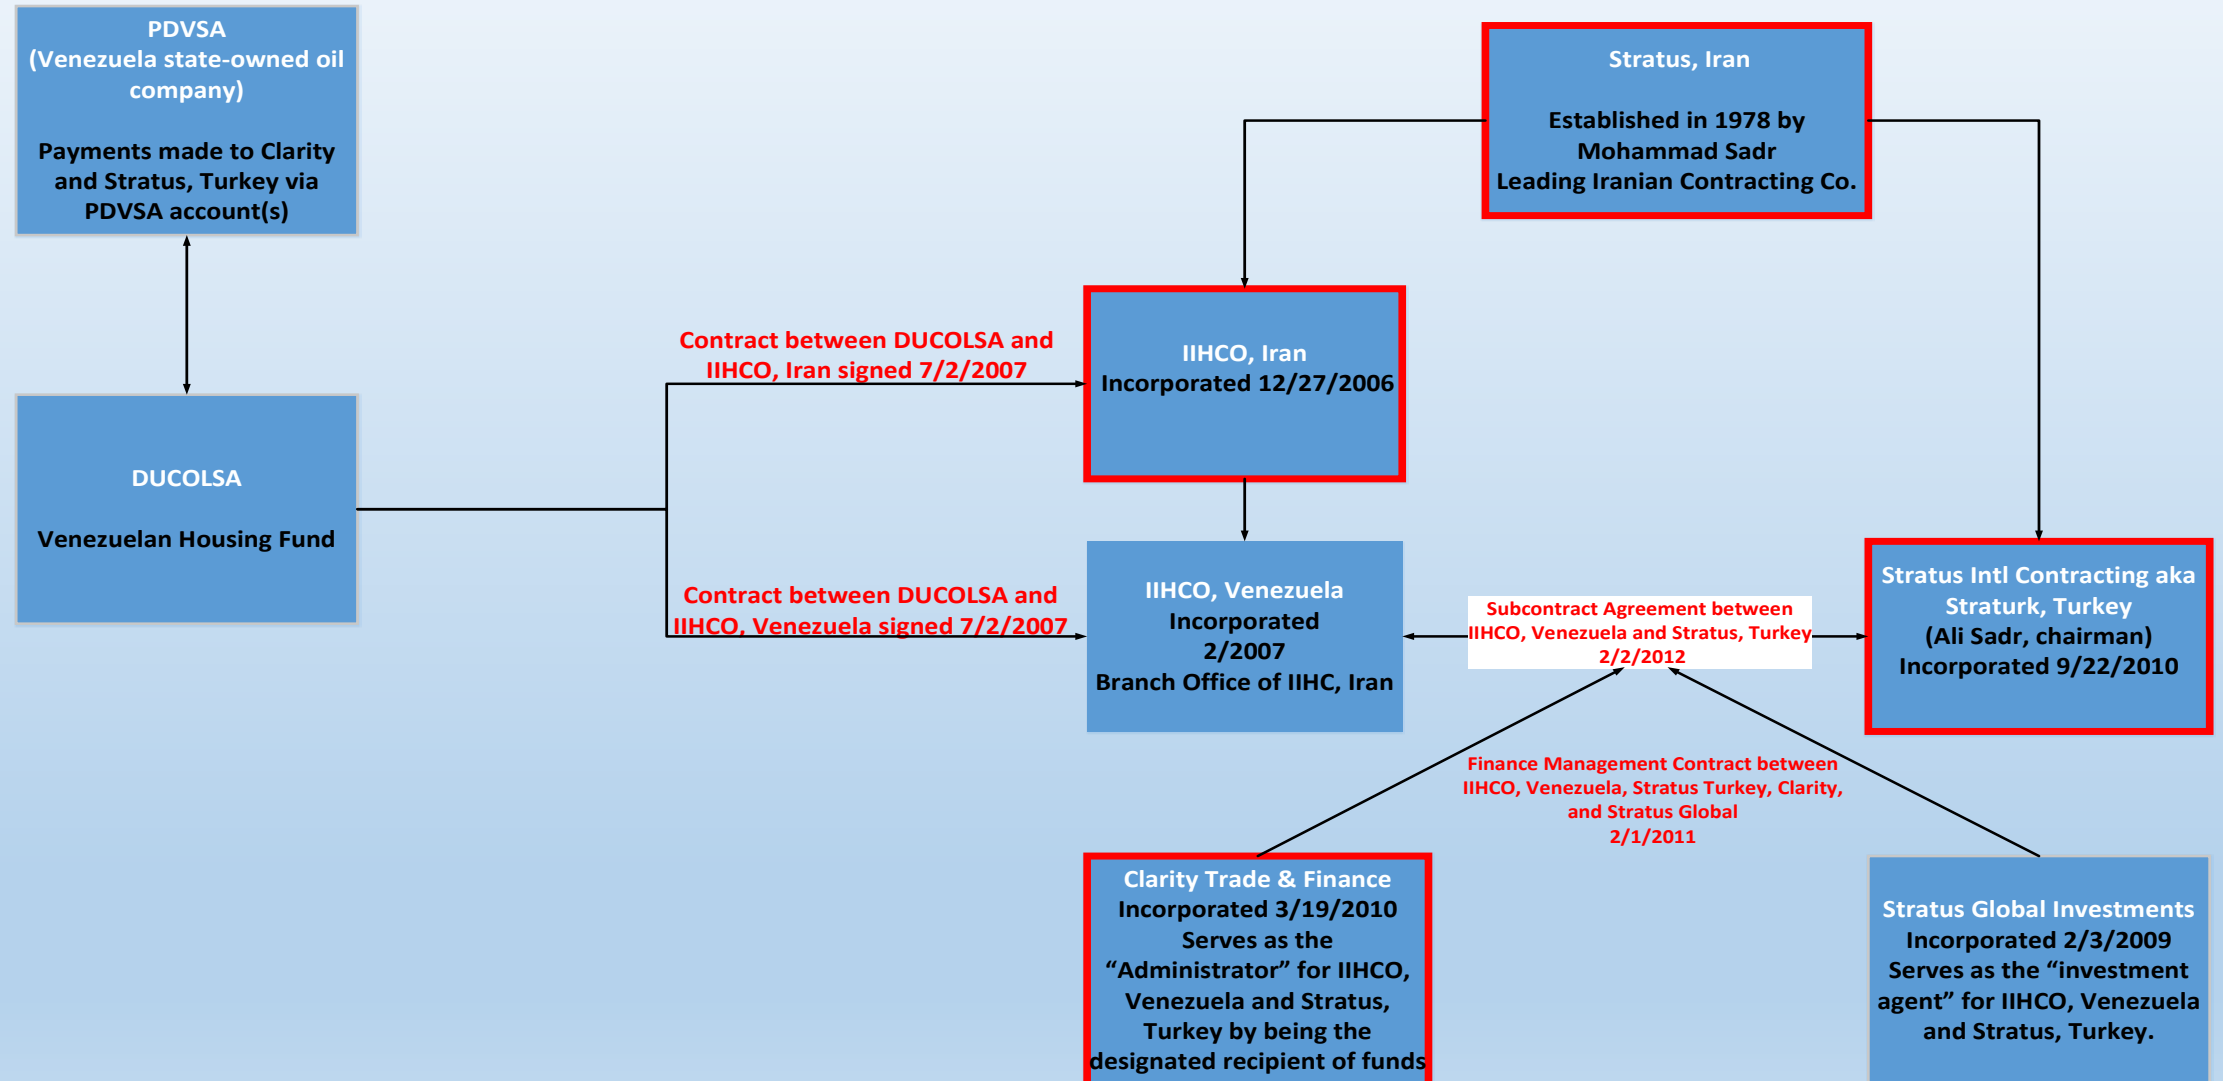 PDVSA
(Venezuela state-owned oil
company)
Payments made to Clarity
and Stratus, Turkey via
PDVSA account(s)
Stratus, Iran
Established in 1978 by
Mohammad Sadr
Leading Iranian Contracting Co.
Contract between DUCOLSA and
IIHCO, Iran signed 7/2/2007
IIHCO, Iran
Incorporated 12/27/2006
DUCOLSA
Venezuelan Housing Fund
Contract between DUCOLSA and
IIHCO, Venezuela signed 7/2/2007
IIHCO, Venezuela
Incorporated
2/2007
Branch Office of IIHC, Iran
Subcontract Agreement between
IIHCO, Venezuela and Stratus, Turkey
2/2/2012
Stratus Intl Contracting aka
Straturk, Turkey
(Ali Sadr, chairman)
Incorporated 9/22/2010
Finance Management Contract between
IIHCO, Venezuela, Stratus Turkey, Clarity,
and Stratus Global
2/1/2011
Clarity Trade & Finance
Incorporated 3/19/2010
Serves as the
“Administrator” for IIHCO,
Venezuela and Stratus,
Turkey by being the
designated recipient of funds
Stratus Global Investments
Incorporated 2/3/2009
Serves as the “investment
agent” for IIHCO, Venezuela
and Stratus, Turkey.